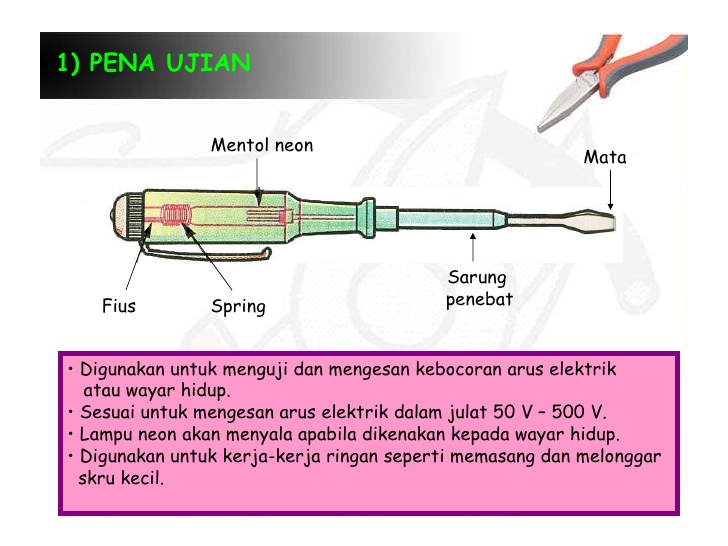 1) PENA UJIAN
Mentol neon
Mata
Sarung
penebat
Fius
Spring
• Digunakan untuk menguji dan mengesan kebocoran arus elektrik
atau wayar hidup.
• Sesuai untuk mengesan arus elektrik dalam julat 50 V – 500 V.
• Lampu neon akan menyala apabila dikenakan kepada wayar hidup.
• Digunakan untuk kerja-kerja ringan seperti memasang dan melonggar
skru kecil.